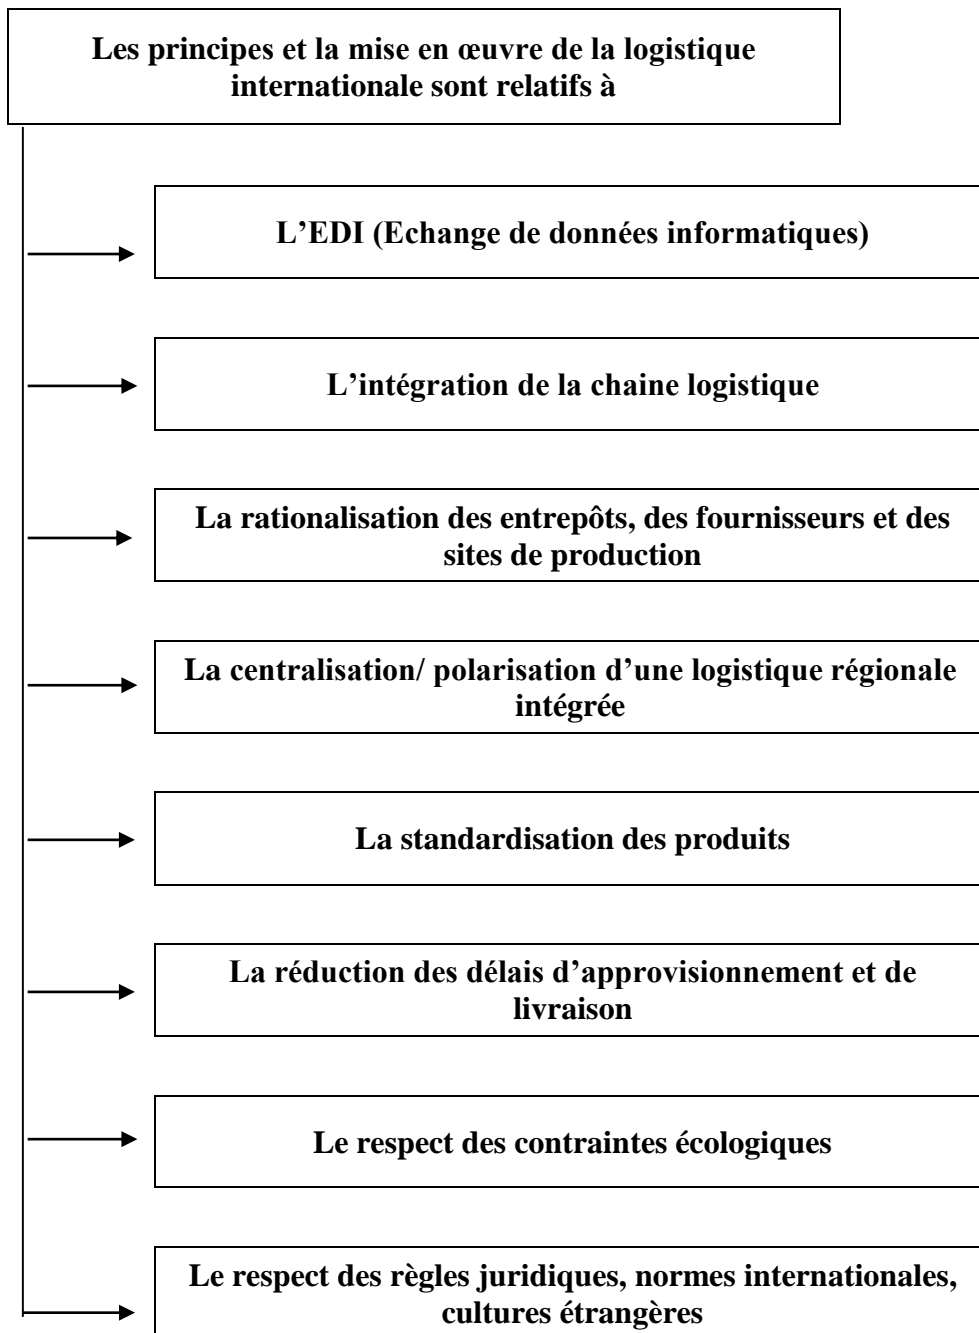 Les principes et la mise en œuvre de la logistique
internationale sont relatifs à
L’EDI (Echange de données informatiques)
L’intégration de la chaine logistique
La rationalisation des entrepôts, des fournisseurs et des
sites de production
La centralisation/ polarisation d’une logistique régionale
intégrée
La standardisation des produits
La réduction des délais d’approvisionnement et de
livraison
Le respect des contraintes écologiques
Le respect des règles juridiques, normes internationales,
cultures étrangères